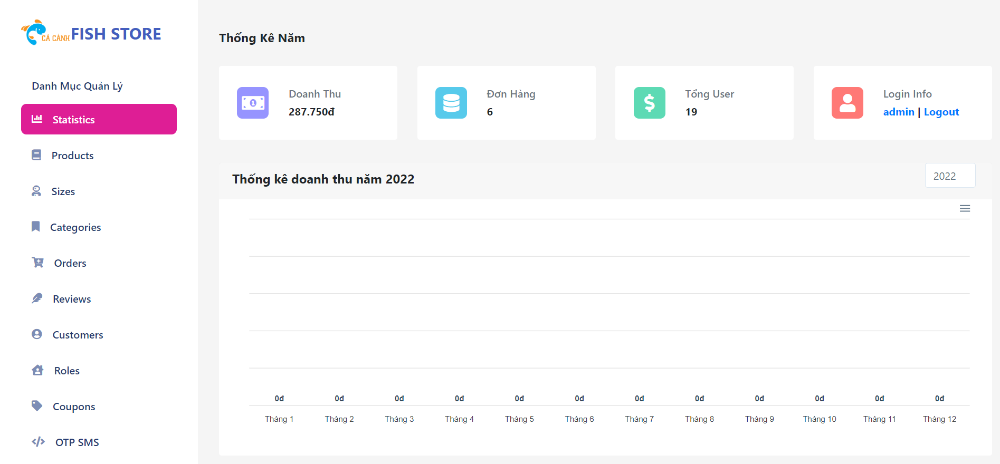 CÁ CẢNH FISH STORE
Danh Mục Quản Lý
Statistics
Products
Sizes
Categories
Orders
Reviews
Customers
Roles
Coupons
OTP SMS
Thống Kê Năm
Doanh Thu
287.750đ
Đơn Hàng
6
Tổng User
19
Login Info
admin | Logout
Thống kê doanh thu năm 2022
2022
0đ 0đ 0đ 0đ 0đ 0đ 0đ 0đ 0đ 0đ 0đ 0đ
Tháng 1 Tháng 2 Tháng 3 Tháng 4 Tháng 5 Tháng 6 Tháng 7 Tháng 8 Tháng 9 Tháng 10 Tháng 11 Tháng 12